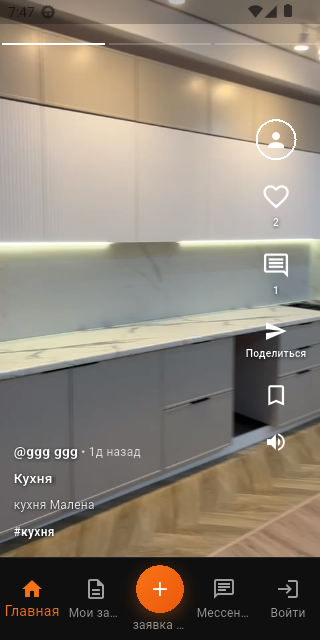 7:47
2
1
Поделиться
@ggg ggg • 1д назад
Кухня
кухня Малена
#кухня
Главная
Мои за...
заявка ...
Мессен...
Войти